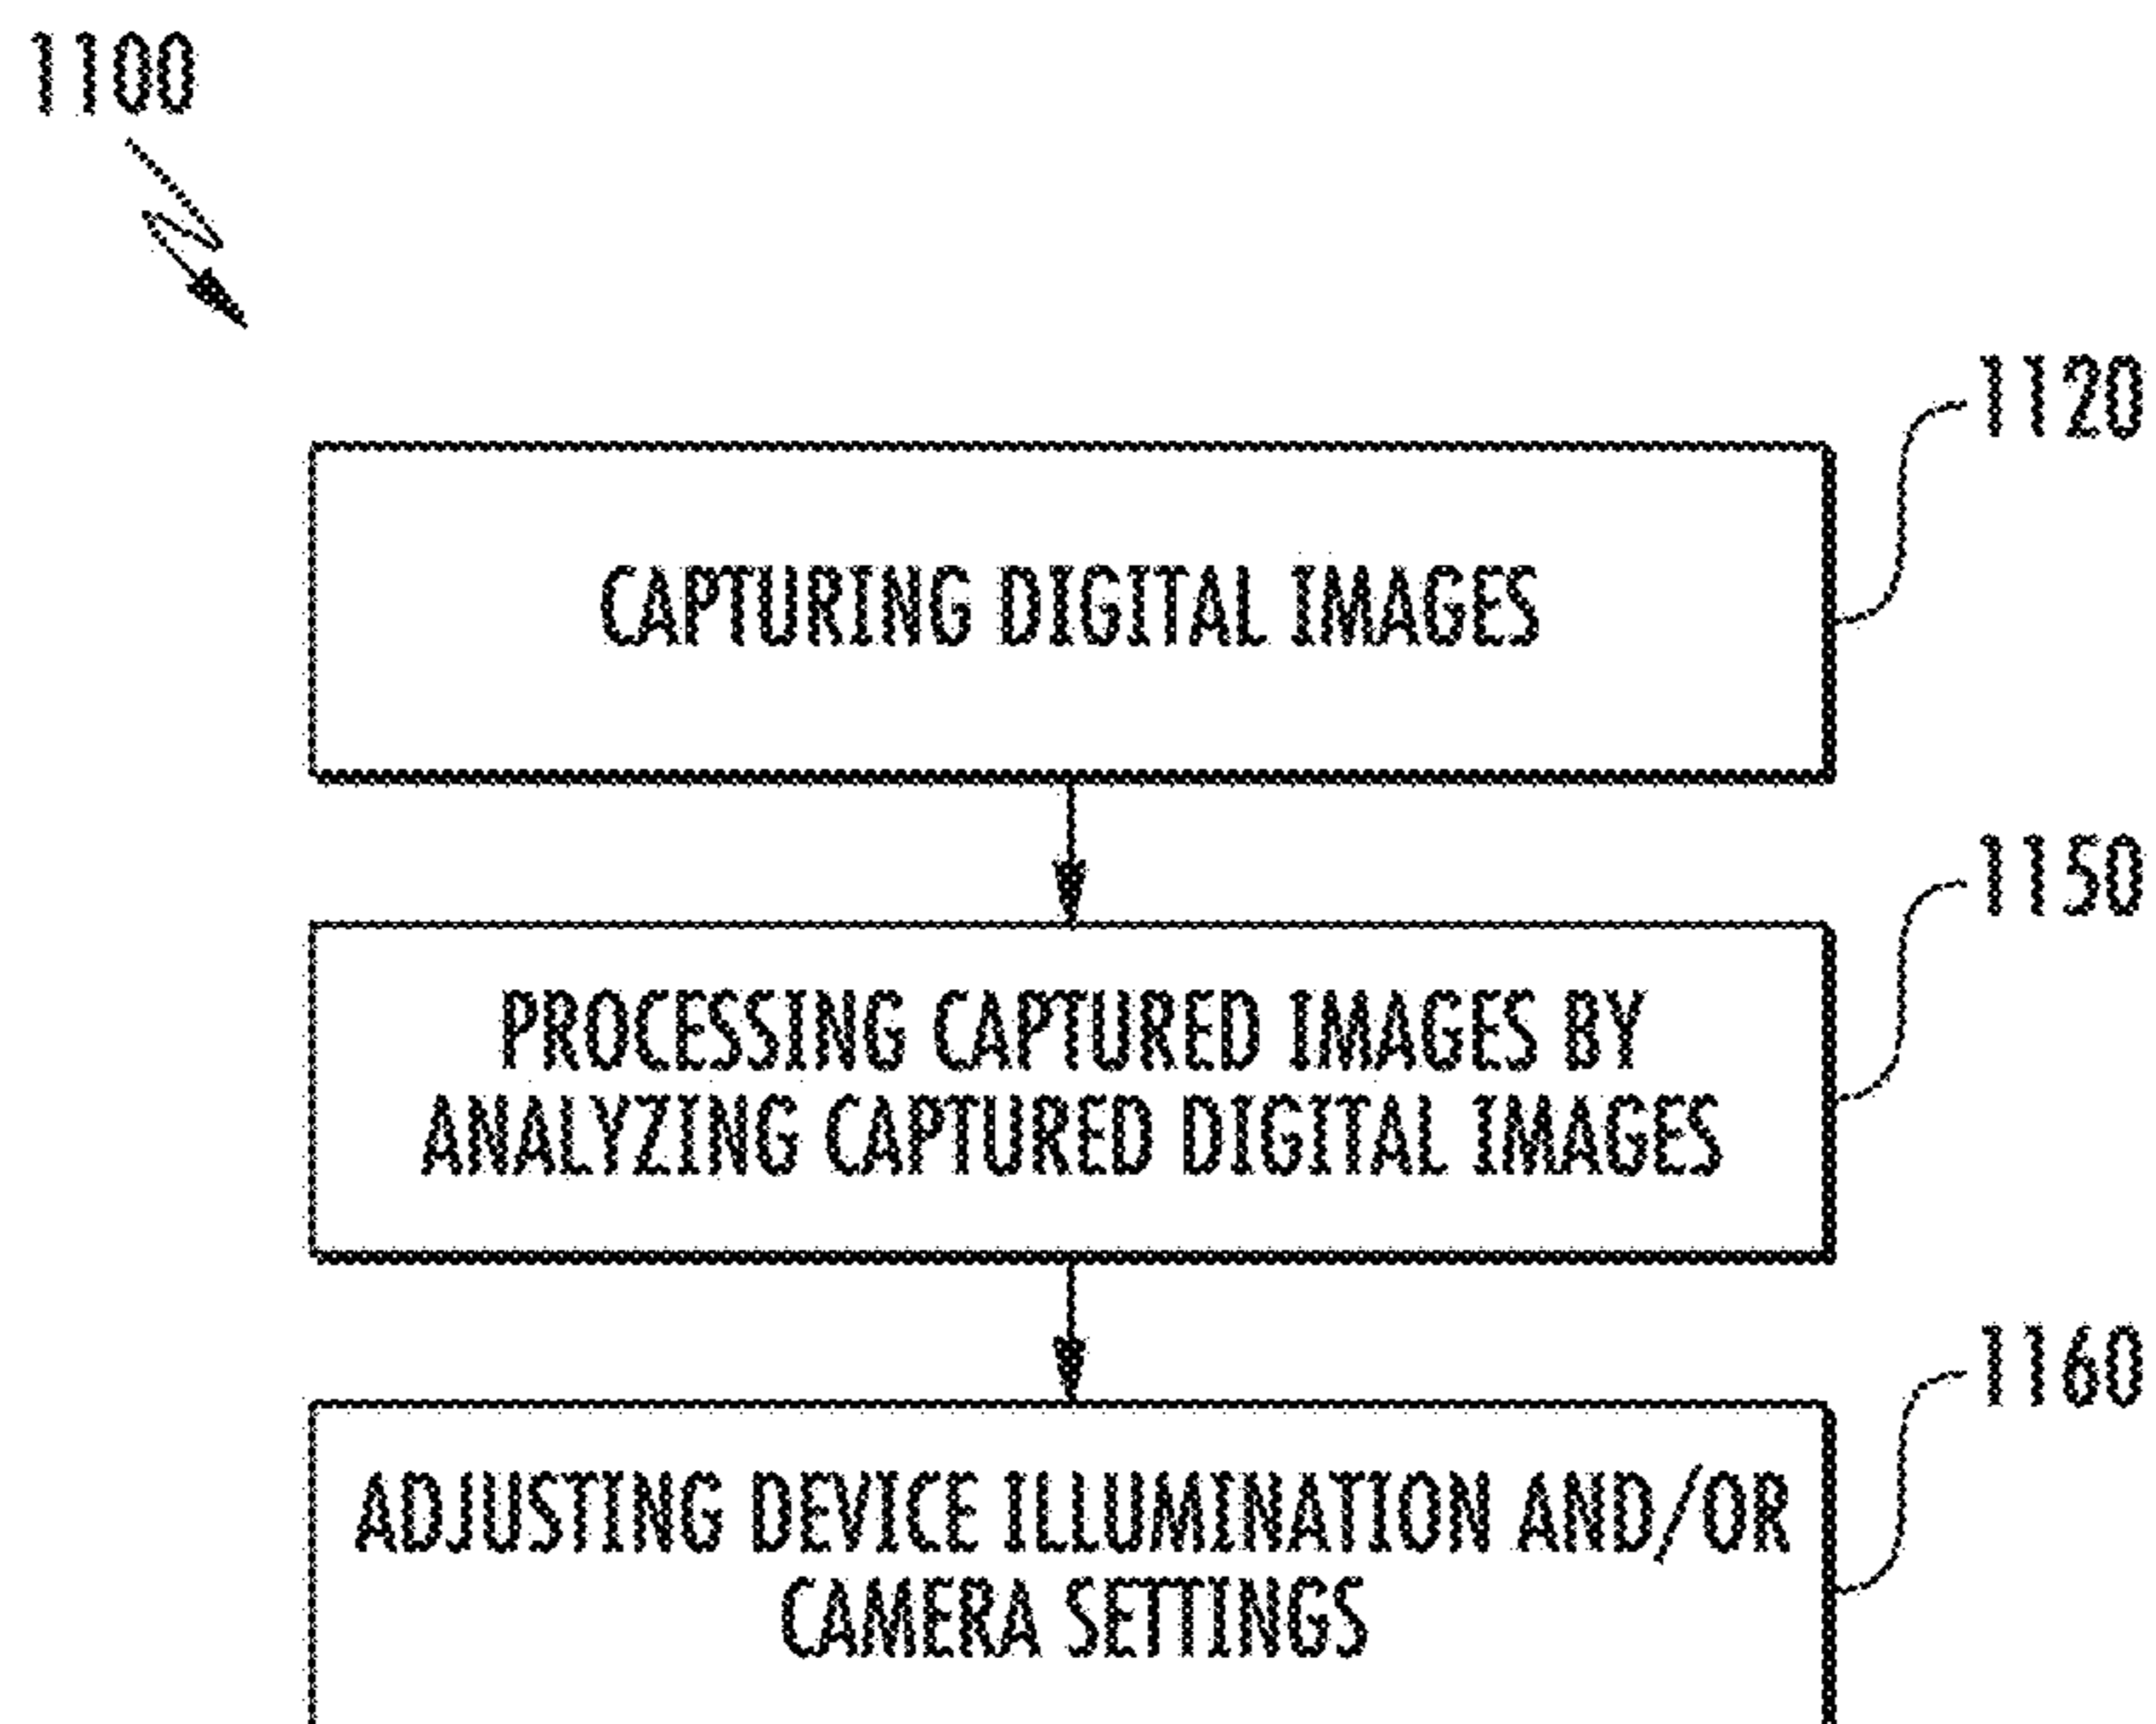 1100
1120
CAPTURING DIGITAL IMAGES
1150
PROCESSING CAPTURED IMAGES BY
ANALYZING CAPTURED DIGITAL IMAGES
1160
ADJUSTING DEVICE ILLUMINATION AND/OR
CAMERA SETTINGS